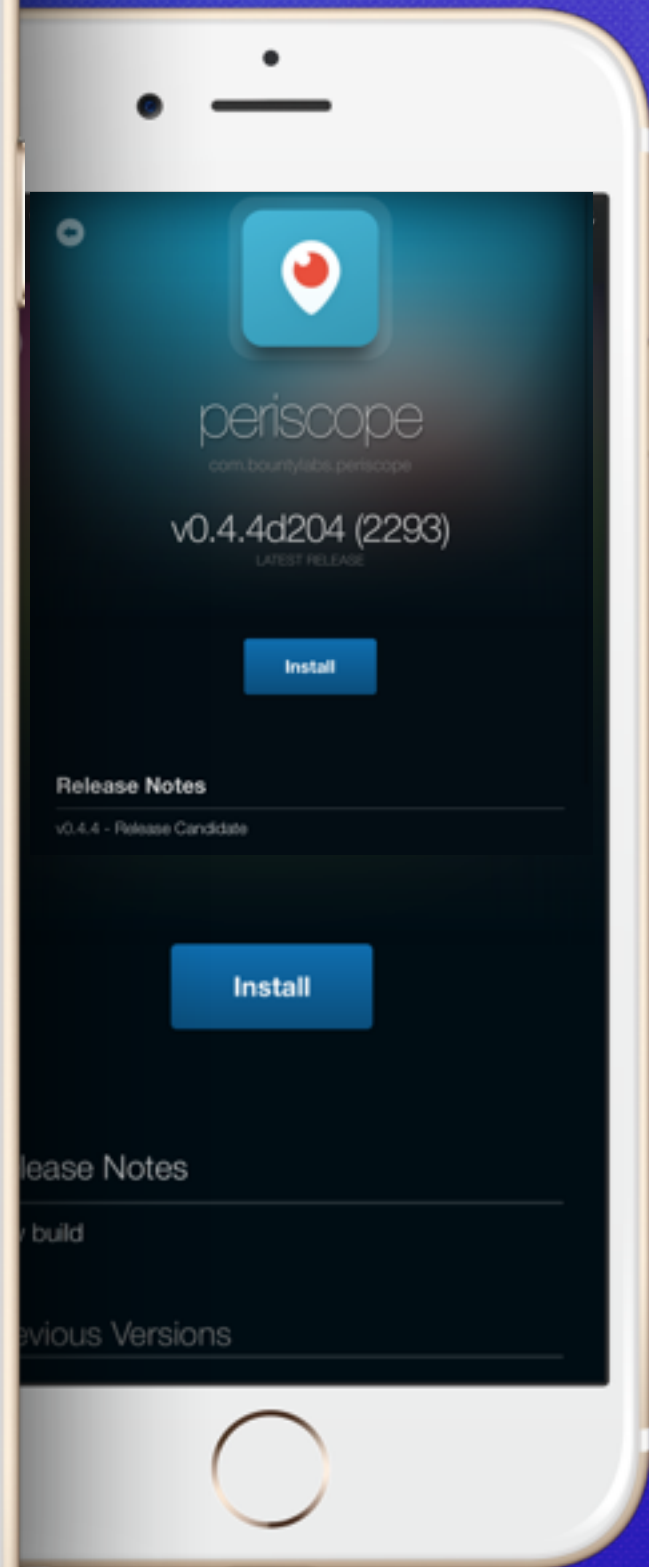 periscope
com.bountylabs.periscope
v0.4.4d204 (2293)
LATEST RELEASE
Install
Release Notes
v0.4.4 - Release Candidate
Install
lease Notes
build
evious Versions